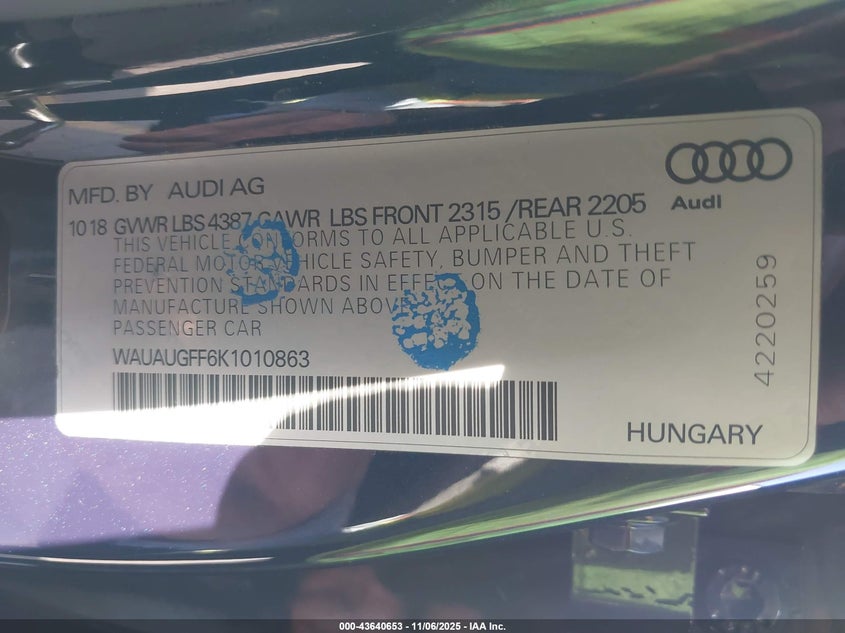 MFD. BY AUDI AG
Audi
10 18 GVWR LBS 4387 GAWR LBS FRONT 2315 /REAR 2205
THIS VEHICLE CONFORMS TO ALL APPLICABLE U.S.
FEDERAL MOTOR VEHICLE SAFETY, BUMPER AND THEFT
PREVENTION STANDARDS IN EFFECT ON THE DATE OF
MANUFACTURE SHOWN ABOVE
PASSENGER CAR
WAUAUGFF6K1010863
HUNGARY
4220259
000-43640653 - 11/06/2025 - IAA Inc.